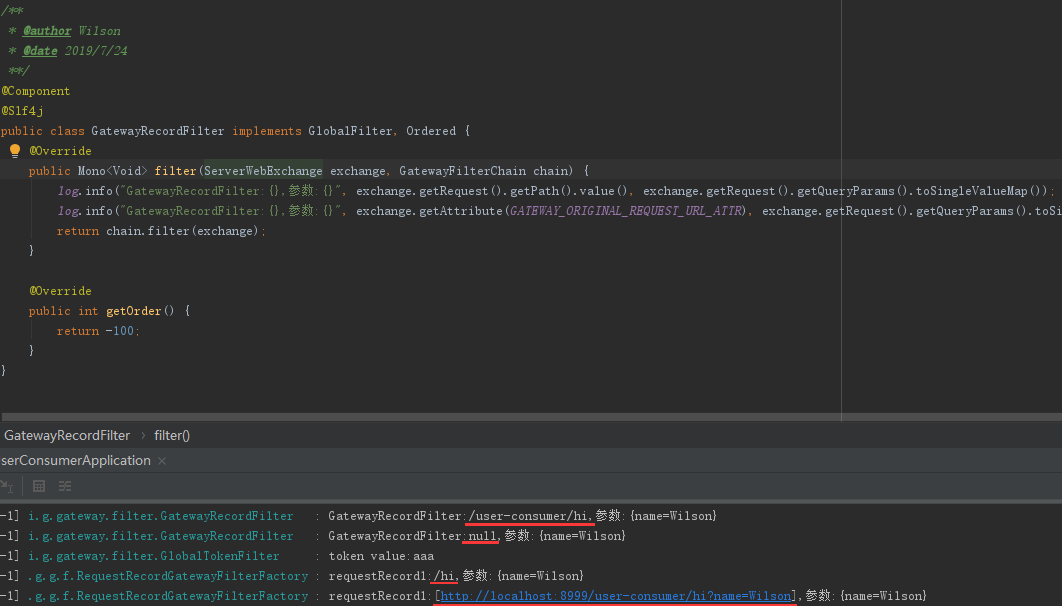 /**
 * @author Wilson
 * @date 2019/7/24
 **/
@Component
@Slf4j
public class GatewayRecordFilter implements GlobalFilter, Ordered {
    @Override
    public Mono<Void> filter(ServerWebExchange exchange, GatewayFilterChain chain) {
        log.info("GatewayRecordFilter:{},参数:{}", exchange.getRequest().getPath().value(), exchange.getRequest().getQueryParams().toSingleValueMap());
        log.info("GatewayRecordFilter:{},参数:{}", exchange.getAttribute(GATEWAY_ORIGINAL_REQUEST_URL_ATTR), exchange.getRequest().getQueryParams().toSi
        return chain.filter(exchange);
    }
    @Override
    public int getOrder() {
        return -100;
    }
}
GatewayRecordFilter › filter()
serConsumerApplication ×
-1] i.g.gateway.filter.GatewayRecordFilter : GatewayRecordFilter:/user-consumer/hi,参数:{name=Wilson}
-1] i.g.gateway.filter.GatewayRecordFilter : GatewayRecordFilter:null,参数:{name=Wilson}
-1] i.g.gateway.filter.GlobalTokenFilter : token value:aaa
-1] .g.g.f.RequestRecordGatewayFilterFactory : requestRecord1:/hi,参数:{name=Wilson}
-1] .g.g.f.RequestRecordGatewayFilterFactory : requestRecord1:[http://localhost:8999/user-consumer/hi?name=Wilson],参数:{name=Wilson}